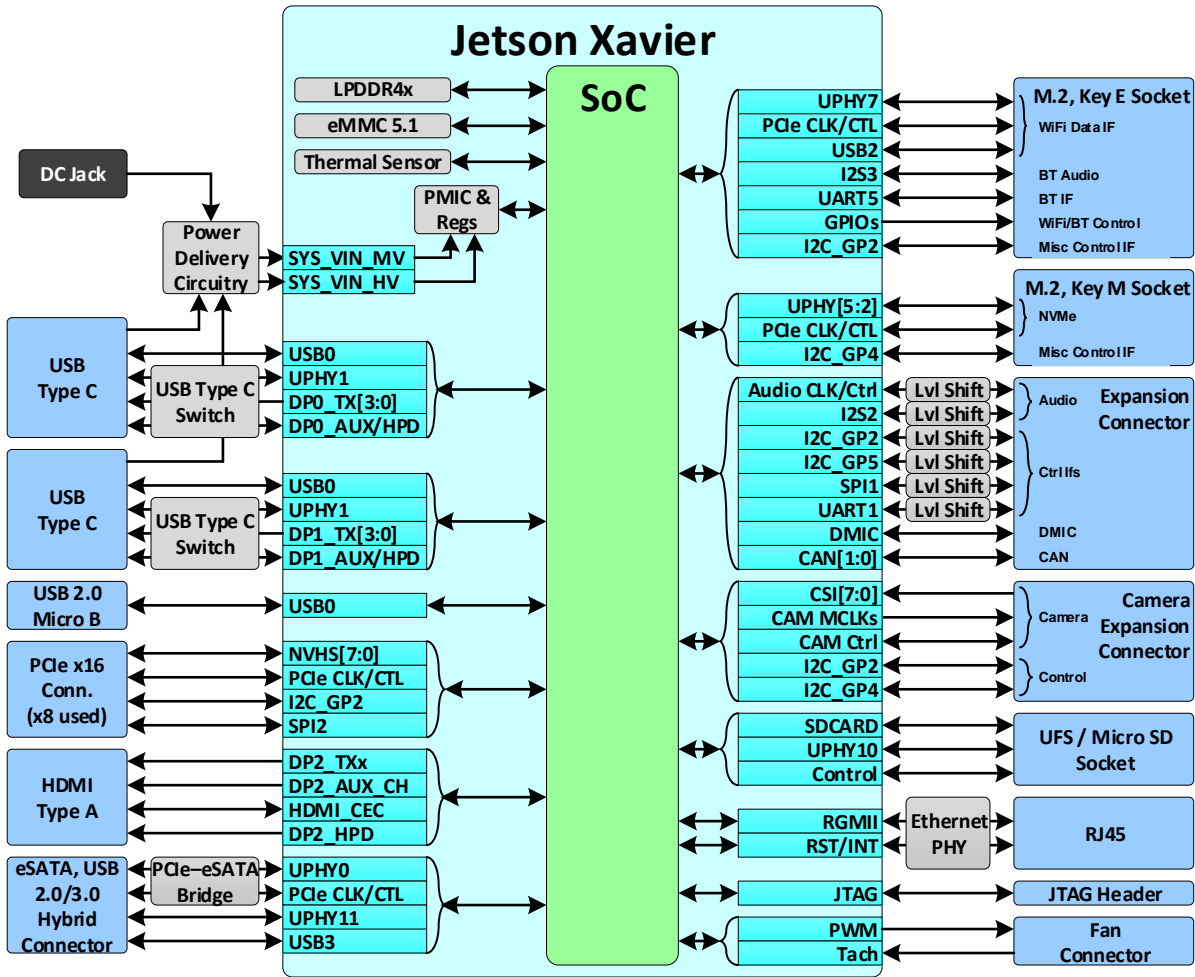 Jetson Xavier
SoC
LPDDR4x
eMMC 5.1
Thermal Sensor
PMIC &
Regs
DC Jack
Power
Delivery
Circuitry
SYS_VIN_MV
SYS_VIN_HV
USB
Type C
USB Type C
Switch
USB0
UPHY1
DP0_TX[3:0]
DP0_AUX/HPD
USB
Type C
USB Type C
Switch
USB0
UPHY1
DP1_TX[3:0]
DP1_AUX/HPD
USB 2.0
Micro B
USB0
PCIe x16
Conn.
(x8 used)
NVHS[7:0]
PCIe CLK/CTL
I2C_GP2
SPI2
HDMI
Type A
DP2_TXx
DP2_AUX_CH
HDMI_CEC
DP2_HPD
eSATA, USB
2.0/3.0
Hybrid
Connector
PCIe–eSATA
Bridge
UPHY0
PCIe CLK/CTL
UPHY11
USB3
UPHY7
PCIe CLK/CTL
USB2
I2S3
UART5
GPIOs
I2C_GP2
M.2, Key E Socket
WiFi Data IF
BT Audio
BT IF
WiFi/BT Control
Misc Control IF
UPHY[5:2]
PCIe CLK/CTL
I2C_GP4
M.2, Key M Socket
NVMe
Misc Control IF
Audio CLK/Ctrl
I2S2
I2C_GP2
I2C_GP5
SPI1
UART1
DMIC
CAN[1:0]
Lvl Shift
Lvl Shift
Lvl Shift
Lvl Shift
Lvl Shift
Lvl Shift
Expansion
Connector
Audio
Ctrl Ifs
DMIC
CAN
CSI[7:0]
CAM MCLKs
CAM Ctrl
I2C_GP2
I2C_GP4
Camera
Expansion
Connector
Camera
Control
SDCARD
UPHY10
Control
UFS / Micro SD
Socket
RGMII
RST/INT
Ethernet
PHY
RJ45
JTAG
JTAG Header
PWM
Tach
Fan
Connector